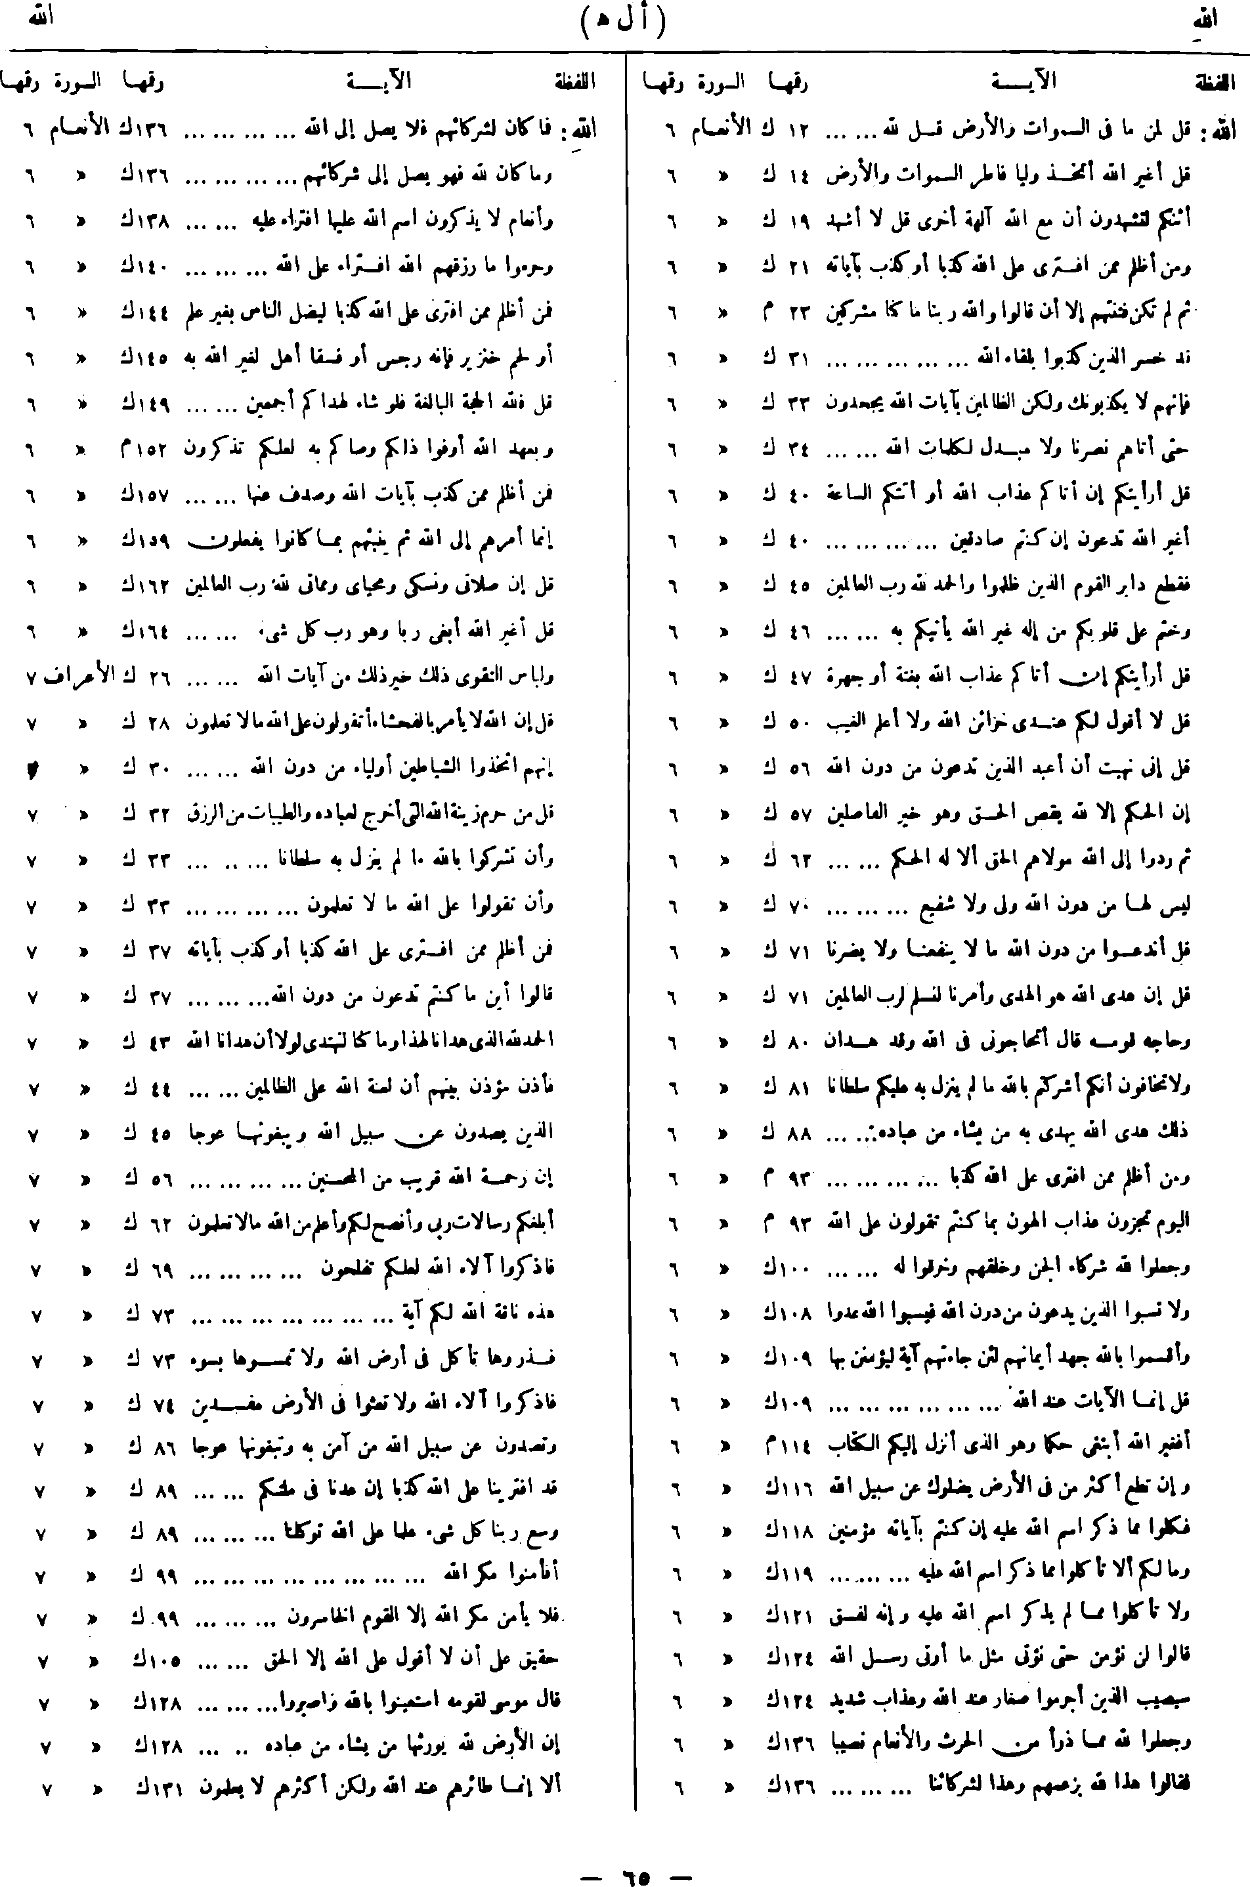 الله (أ ل ه) الله
اللفظة الآيــة رقمها السورة رقمها
الله: قل لمن ما فى السموات والأرض قـل لله ... ... ١٢ ك الأنعام ٦
قل أغير الله أتخـذ وليا فاطر السموات والأرض ١٤ ك » ٦
أئنكم لتشهدون أن مع الله آلهة أخرى قل لا أشهد ١٩ ك » ٦
ومن أظلم ممن افـترى على الله كذبا أو كذب بآياته ٢١ ك » ٦
ثم لم تكن فتنتهم إلا أن قالوا والله ربنا ما كنا مشركين ٢٣ م » ٦
قد خسر الذين كذبوا بلقاء الله ... ... ... ... ... ٣١ ك » ٦
فإنهم لا يكذبونك ولكن الظالمين بآيات الله يجحدون ٣٣ ك » ٦
حتى أتاهم نصرنا ولا مبـدل لكلمات الله ... ... ٣٤ ك » ٦
قل أرأيتكم إن أتاكم عذاب الله أو أتتكم الساعة ٤٠ ك » ٦
أغير الله تدعون إن كنتم صادقين ... ... ... ... ٤٠ ك » ٦
فقطع دابر القوم الذين ظلموا والحمد لله رب العالمين ٤٥ ك » ٦
وختم على قلوبكم من إله غير الله يأتيكم به ... ... ٤٦ ك » ٦
قل أرأيتكم إن أتاكم عذاب الله بغتة أو جهرة ٤٧ ك » ٦
قل لا أقول لكم عنـدى خزائن الله ولا أعلم الغيب ٥٠ ك » ٦
قل إنى نهيت أن أعبد الذين تدعون من دون الله ٥٦ ك » ٦
إن الحكم إلا لله يقص الحـق وهو خير الفاصلين ٥٧ ك » ٦
ثم ردوا إلى الله مولاهم الحق ألا له الحكم ... ... ٦٢ ك » ٦
ليس لهـا من دون الله ولى ولا شفيع ... ... ... ٧٠ ك » ٦
قل أندعـوا من دون الله ما لا ينفعنـا ولا يضرنا ٧١ ك » ٦
قل إن هدى الله هو الهدى وأمرنا لنسلم لرب العالمين ٧١ ك » ٦
وحاجه قومـه قال أتحاجونى فى الله وقد هـدان ٨٠ ك » ٦
ولا تخافون أنكم أشركتم بالله ما لم ينزل به عليكم سلطانا ٨١ ك » ٦
ذلك هدى الله يهدى به من يشاء من عباده ... ... ٨٨ ك » ٦
ومن أظلم ممن افترى على الله كذبا ... ... ... ... ٩٣ م » ٦
اليوم تجزون عذاب الهون بما كنتم تقولون على الله ٩٣ م » ٦
وجعلوا لله شركاء الجن وخلقهم وخرقوا له ... ... ١٠٠ك » ٦
ولا تسبوا الذين يدعون من دون الله فيسبوا الله عدوا ١٠٨ك » ٦
وأقسموا بالله جهد أيمانهم لئن جاءتهم آية ليؤمنن بها ١٠٩ك » ٦
قل إنمـا الآيات عند الله ... ... ... ... ... ... ١٠٩ك » ٦
أفغير الله أبتغى حكما وهو الذى أنزل إليكم الكتاب ١١٤م » ٦
وإن تطع أكثر من فى الأرض يضلوك عن سبيل الله ١١٦ك » ٦
فكلوا مما ذكر اسم الله عليه إن كنتم بآياته مؤمنين ١١٨ك » ٦
ومالكم ألا تأكلوا مما ذكر اسم الله عليه ... ... ... ١١٩ك » ٦
ولا تأكلوا ممـا لم يذكر اسم الله عليه وإنه لفسق ١٢١ك » ٦
قالوا لن نؤمن حتى نؤتى مثل ما أوتى رسـل الله ١٢٤ك » ٦
سيصيب الذين أجرموا صغار عند الله وعذاب شديد ١٢٤ك » ٦
وجعلوا لله ممـا ذرأ من الحرث والأنعام نصيبا ١٣٦ك » ٦
فقالوا هـذا لله بزعمهم وهذا لشركائنا ... ... ... ١٣٦ك » ٦
اللفظة الآيــة رقمها السورة رقمها
الله: فما كان لشركائهم فلا يصل إلى الله ... ... ... ... ١٣٦ك الأنعام ٦
وما كان لله فهو يصل إلى شركائهم ... ... ... ... ١٣٦ك » ٦
وأنعام لا يذكرون اسم الله عليها افتراء عليه ... ... ١٣٨ك » ٦
وحرموا ما رزقهم الله افـتراء على الله ... ... ... ١٤٠ك » ٦
فمن أظلم ممن افترى على الله كذبا ليضل الناس بغير علم ١٤٤ك » ٦
أو لحم خنزير فإنه رجس أو فسقا أهل لغير الله به ١٤٥ك » ٦
قل فلله الحجة البالغة فلو شاء لهداكم أجمعين ... ... ١٤٩ك » ٦
وبعهد الله أوفوا ذلكم وصاكم به لعلكم تذكرون ١٥٢م » ٦
فمن أظلم ممن كذب بآيات الله وصدف عنها ... ... ١٥٧ك » ٦
إنما أمرهم إلى الله ثم ينبئهم بمـا كانوا يفعلون ١٥٩ك » ٦
قل إن صلاتى ونسكى ومحياى ومماتى لله رب العالمين ١٦٢ك » ٦
قل أغير الله أبغى ربا وهو رب كل شىء ... ... ١٦٤ك » ٦
ولباس التقوى ذلك خير ذلك من آيات الله ... ... ٢٦ ك الأعراف ٧
قل إن الله لا يأمر بالفحشاء أتقولون على الله مالا تعلمون ٢٨ ك » ٧
إنهم اتخذوا الشياطين أولياء من دون الله ... ... ٣٠ ك » ٧
قل من حرم زينة الله التى أخرج لعباده والطيبات من الرزق ٣٢ ك » ٧
وأن تشركوا بالله ما لم ينزل به سلطانا ... .. ... ٣٣ ك » ٧
وأن تقولوا على الله ما لا تعلمون ... ... ... ... ٣٣ ك » ٧
فمن أظلم ممن افـترى على الله كذبا أو كذب بآياته ٣٧ ك » ٧
قالوا أين ما كنتم تدعون من دون الله ... ... ... ٣٧ ك » ٧
الحمد لله الذى هدانا لهذا وما كنا لنهتدى لولا أن هدانا الله ٤٣ ك » ٧
فأذن مؤذن بينهم أن لعنة الله على الظالمين ... ... ٤٤ ك » ٧
الذين يصدون عن سبيل الله ويبغونهـا عوجا ٤٥ ك » ٧
إن رحمـة الله قريب من المحسنين ... ... ... ... ٥٦ ك » ٧
أبلغكم رسالات ربى وأنصح لكم وأعلم من الله مالا تعلمون ٦٢ ك » ٧
فاذكروا آلاء الله لعلكم تفلحون ... ... ... ... ٦٩ ك » ٧
هذه ناقة الله لكم آية ... ... ... ... ... ... ... ٧٣ ك » ٧
فـذروها تأكل فى أرض الله ولا تمسـوها بسوء ٧٣ ك » ٧
فاذكروا آلاء الله ولا تعثوا فى الأرض مفسـدين ٧٤ ك » ٧
وتصدون عن سبيل الله من آمن به وتبغونها عوجا ٨٦ ك » ٧
قد افترينا على الله كذبا إن عدنا فى ملتكم ... ... ٨٩ ك » ٧
وسع ربنا كل شىء علما على الله توكلنا ... ... ... ٨٩ ك » ٧
أفأمنوا مكر الله ... ... ... ... ... ... ... ... ٩٩ ك » ٧
فلا يأمن مكر الله إلا القوم الخاسرون ... ... ... ٩٩ ك » ٧
حقيق على أن لا أقول على الله إلا الحق ... ... ١٠٥ك » ٧
قال موسى لقومه استعينوا بالله واصبروا ... ... ... ١٢٨ك » ٧
إن الأرض لله يورثها من يشاء من عباده .. ... ١٢٨ك » ٧
ألا إنمـا طائرهم عند الله ولكن أكثرهم لا يعلمون ١٣١ك » ٧
— ٦٥ —